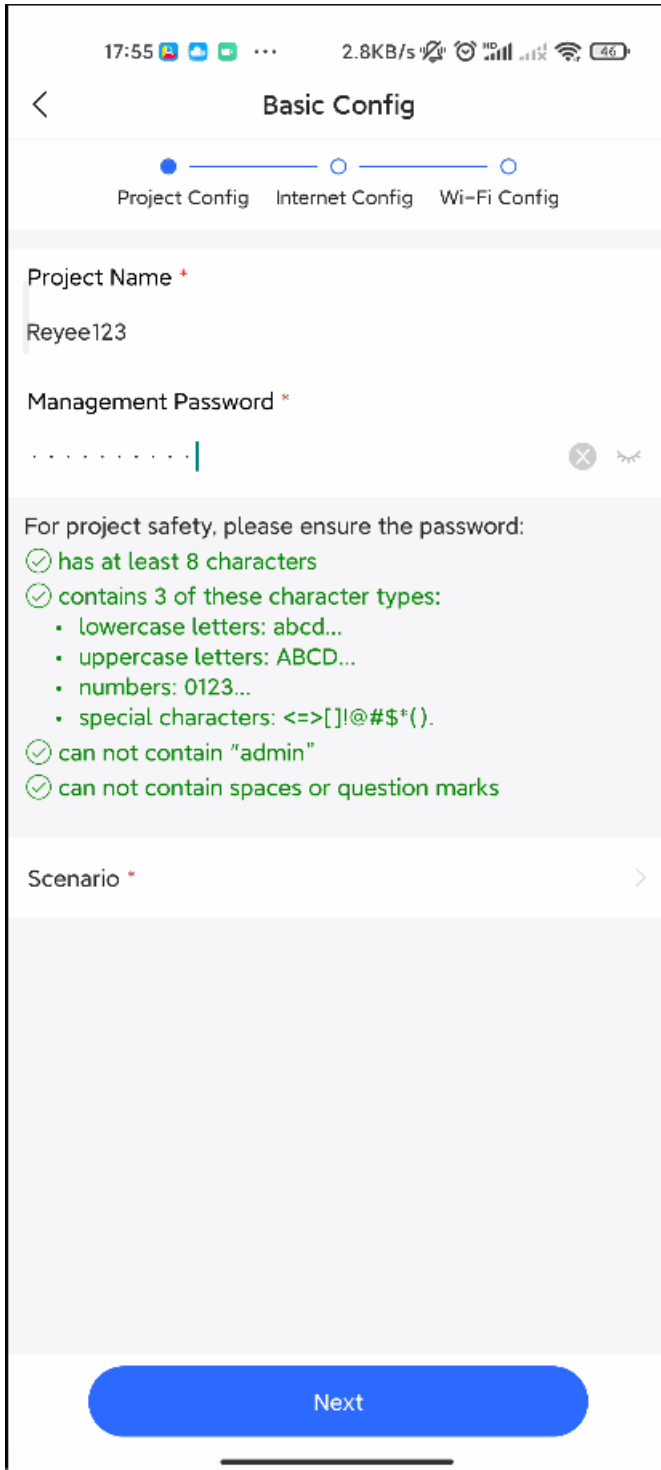 17:55 ... 2.8KB/s HD 46
Basic Config
Project Config Internet Config Wi-Fi Config
Project Name *
Reyee123
Management Password *
··········
For project safety, please ensure the password:
has at least 8 characters
contains 3 of these character types:
• lowercase letters: abcd...
• uppercase letters: ABCD...
• numbers: 0123...
• special characters: <=>[]!@#$*().
can not contain "admin"
can not contain spaces or question marks
Scenario *
Next